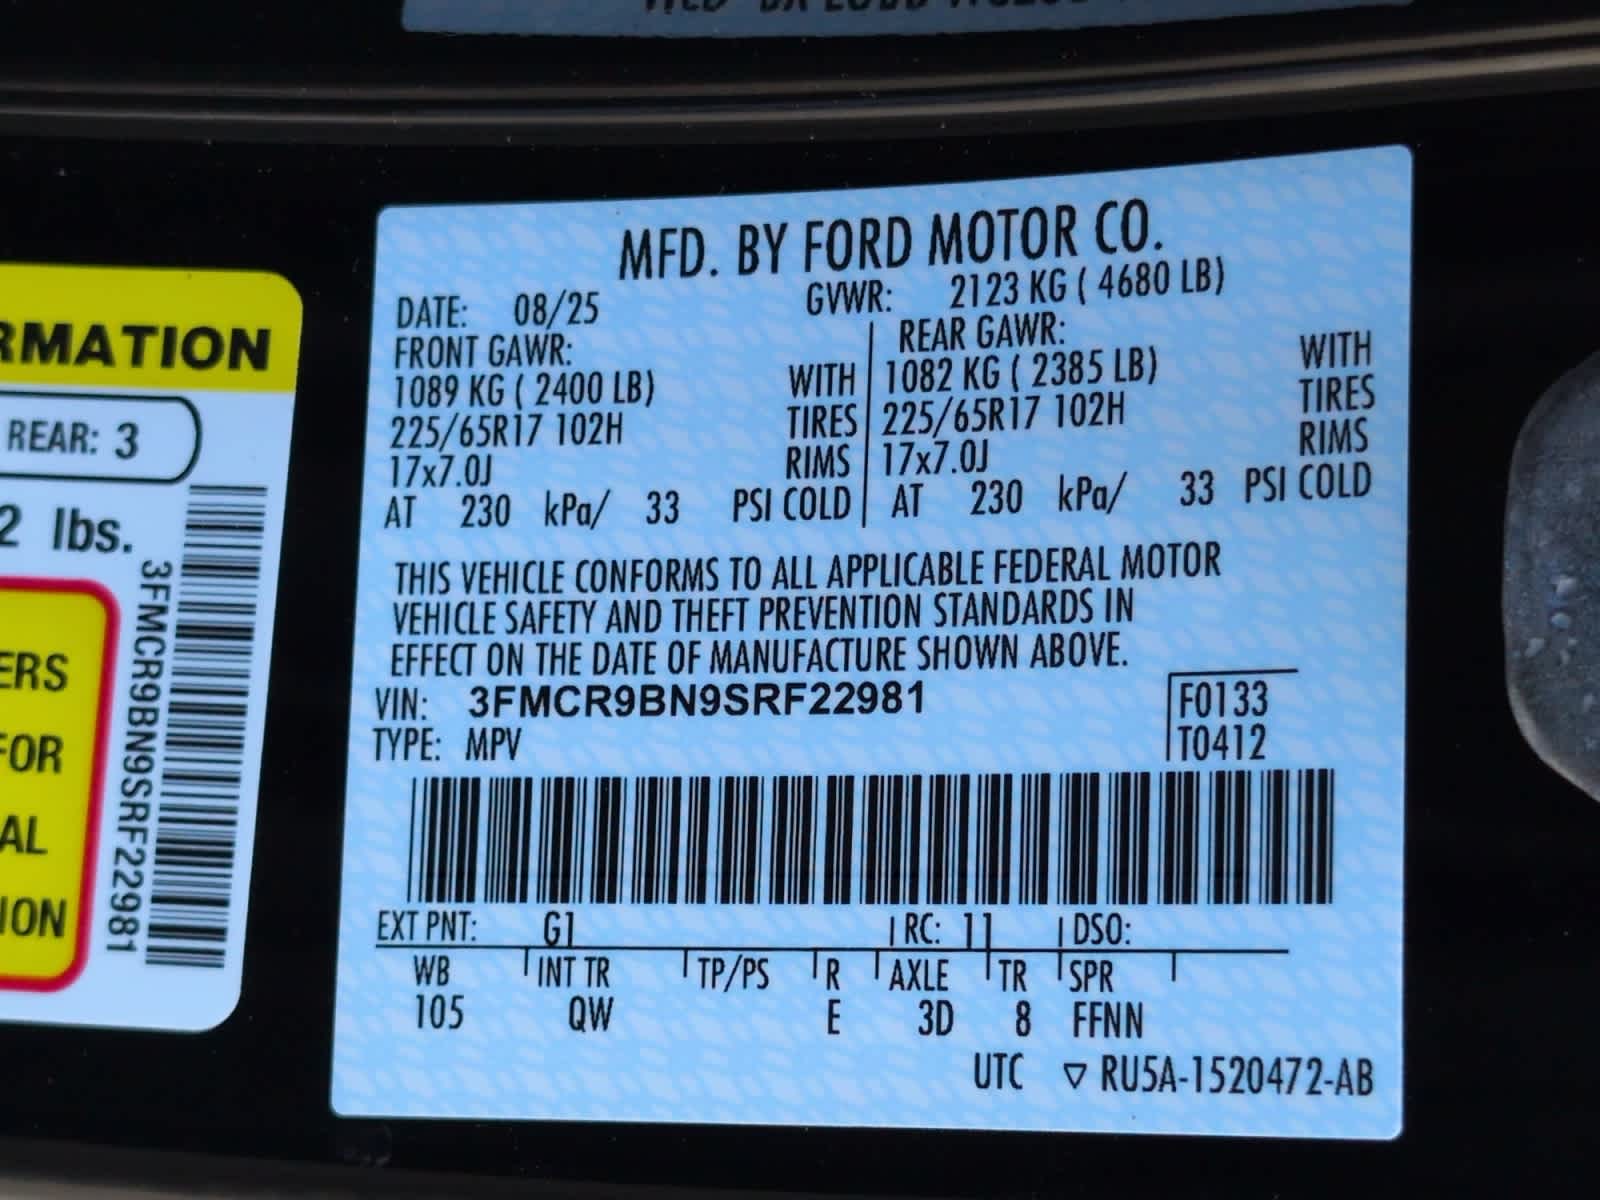 MFD. BY FORD MOTOR CO.
DATE: 08/25 GVWR: 2123 KG ( 4680 LB)
FRONT GAWR: REAR GAWR:
1089 KG ( 2400 LB) WITH 1082 KG ( 2385 LB) WITH
225/65R17 102H TIRES 225/65R17 102H TIRES
17x7.0J RIMS 17x7.0J RIMS
AT 230 kPa/ 33 PSI COLD AT 230 kPa/ 33 PSI COLD
THIS VEHICLE CONFORMS TO ALL APPLICABLE FEDERAL MOTOR
VEHICLE SAFETY AND THEFT PREVENTION STANDARDS IN
EFFECT ON THE DATE OF MANUFACTURE SHOWN ABOVE.
VIN: 3FMCR9BN9SRF22981 F0133
TYPE: MPV T0412
EXT PNT: G1 RC: 11 DSO:
WB INT TR TP/PS R AXLE TR SPR
105 QW E 3D 8 FFNN
UTC ▽ RU5A-1520472-AB
RMATION
REAR: 3
2 lbs.
3FMCR9BN9SRF22981
ERS
FOR
AL
ION